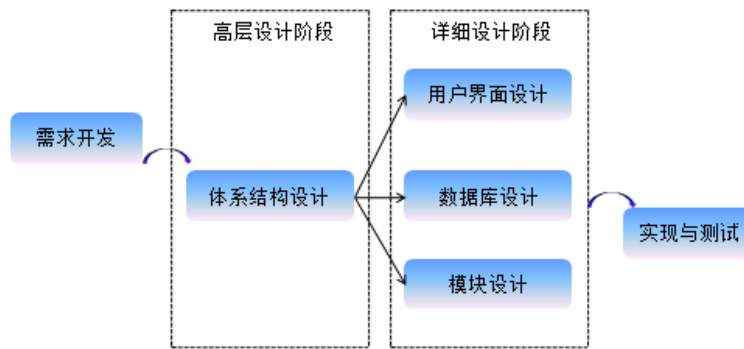 高层设计阶段
详细设计阶段
用户界面设计
需求开发
体系结构设计
数据库设计
实现与测试
模块设计